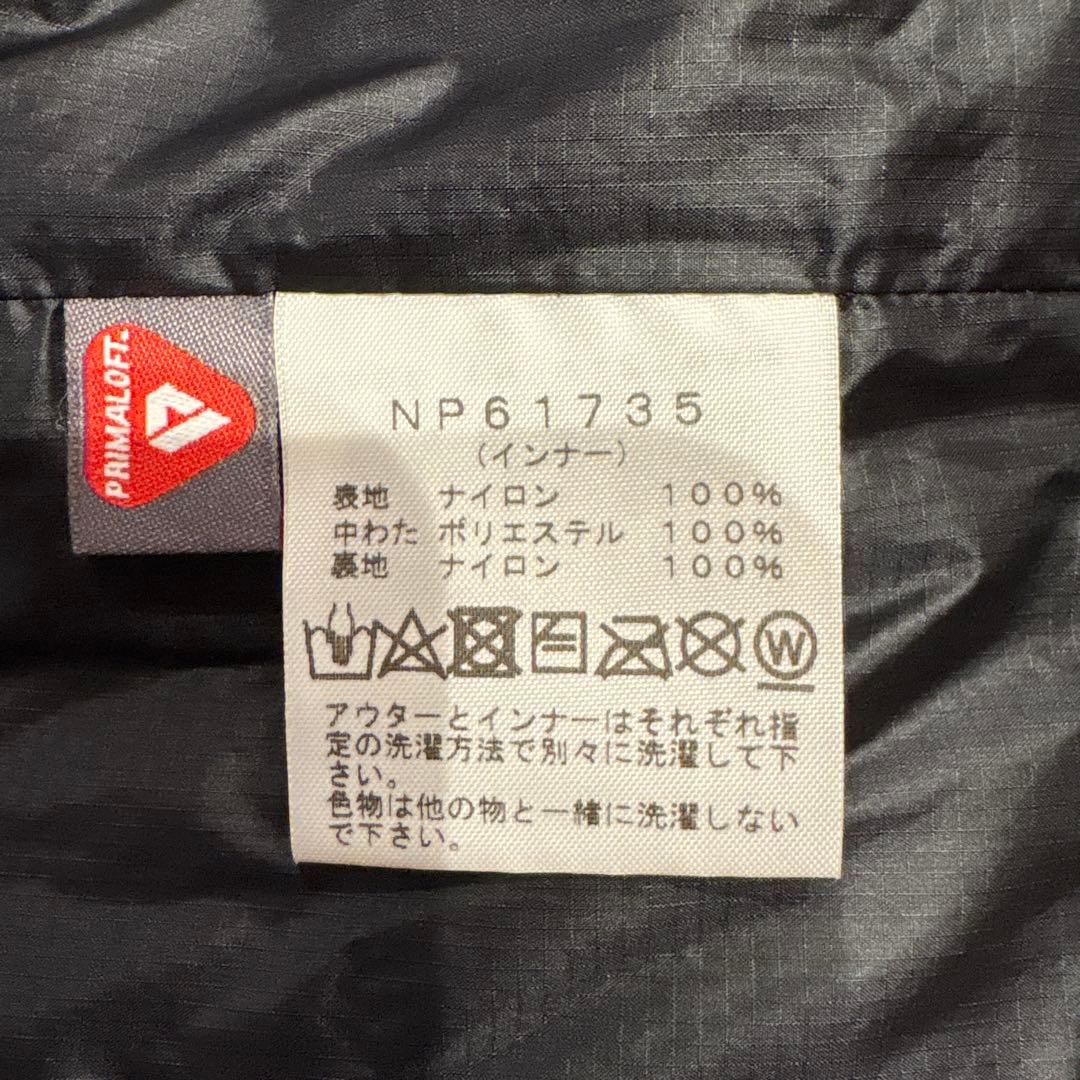 PRIMALOFT™
NP61735
(インナー)
表地 ナイロン 100%
中わた ポリエステル 100%
裏地 ナイロン 100%
W
アウターとインナーはそれぞれ指
定の洗濯方法で別々に洗濯して下
さい。
色物は他の物と一緒に洗濯しない
で下さい。